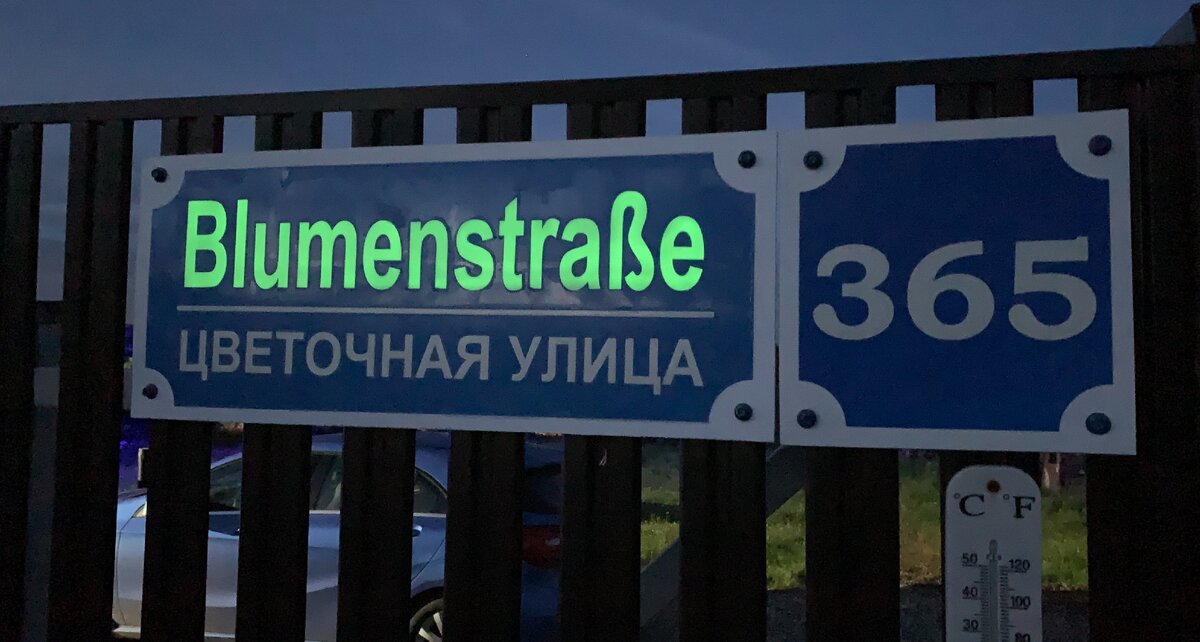 Blumenstraße
ЦВЕТОЧНАЯ УЛИЦА
365
°C °F
50 120
40 100
30 80